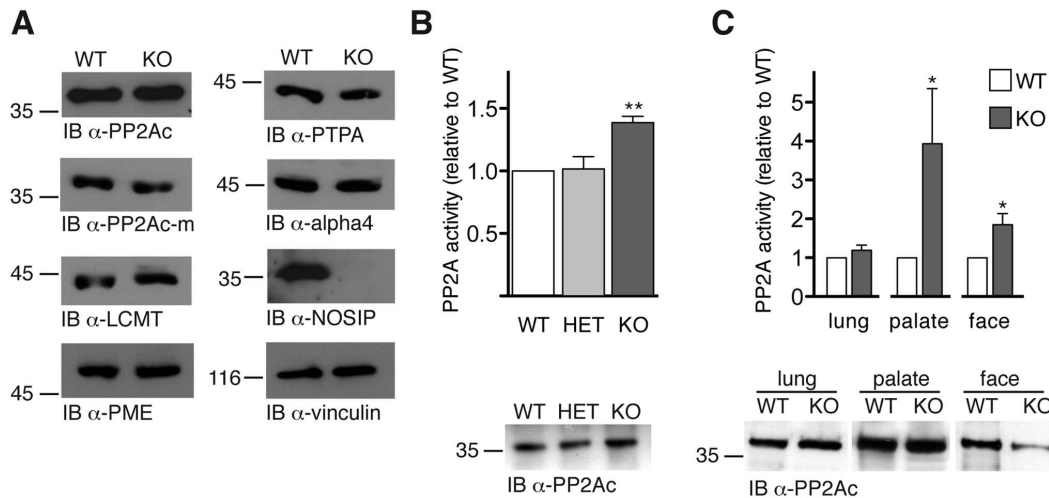 A
WT KO
35
IB α-PP2Ac
35
IB α-PP2Ac-m
45
IB α-LCMT
45
IB α-PME
WT KO
45
IB α-PTPA
45
IB α-alpha4
35
IB α-NOSIP
116
IB α-vinculin
B
PP2A activity (relative to WT)
1.5
1.0
0.5
**
WT HET KO
WT HET KO
35
IB α-PP2Ac
C
PP2A activity (relative to WT)
8
6
4
2
1
0
*
*
WT
KO
lung palate face
lung palate face
WT KO WT KO WT KO
35
IB α-PP2Ac